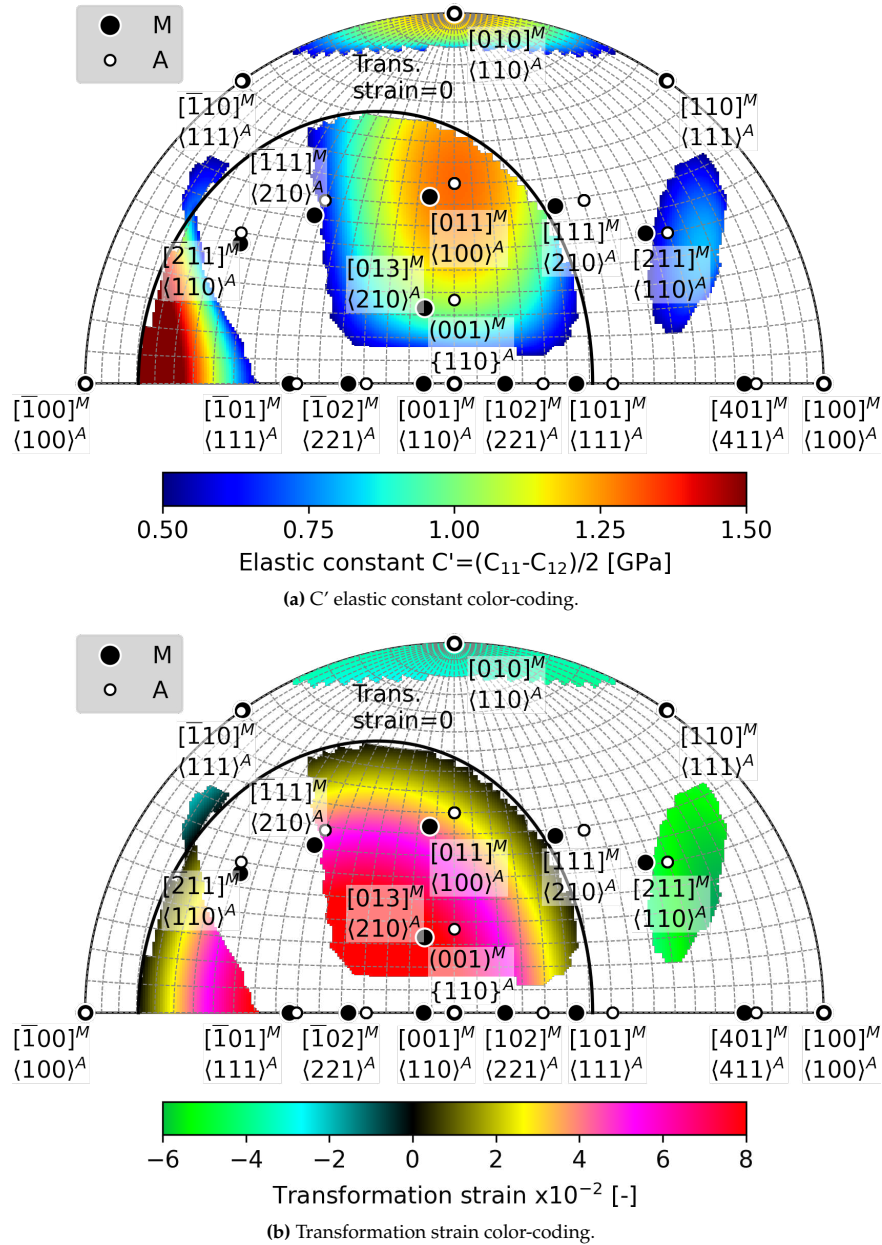 M
A
[010]ᴹ
⟨110⟩ᴬ
Trans.
strain=0
[1̅10]ᴹ
⟨111⟩ᴬ
[110]ᴹ
⟨111⟩ᴬ
[1̅11]ᴹ
⟨210⟩ᴬ
[011]ᴹ
⟨100⟩ᴬ
[111]ᴹ
⟨210⟩ᴬ
[2̅11]ᴹ
⟨110⟩ᴬ
[013]ᴹ
⟨210⟩ᴬ
[211]ᴹ
⟨110⟩ᴬ
(001)ᴹ
{110}ᴬ
[1̅00]ᴹ [1̅01]ᴹ [1̅02]ᴹ [001]ᴹ [102]ᴹ [101]ᴹ [401]ᴹ [100]ᴹ
⟨100⟩ᴬ ⟨111⟩ᴬ ⟨221⟩ᴬ ⟨110⟩ᴬ ⟨221⟩ᴬ ⟨111⟩ᴬ ⟨411⟩ᴬ ⟨100⟩ᴬ
0.50 0.75 1.00 1.25 1.50
Elastic constant C'=(C₁₁-C₁₂)/2 [GPa]
(a) C′ elastic constant color-coding.
M
A
[010]ᴹ
⟨110⟩ᴬ
Trans.
strain=0
[1̅10]ᴹ
⟨111⟩ᴬ
[110]ᴹ
⟨111⟩ᴬ
[1̅11]ᴹ
⟨210⟩ᴬ
[011]ᴹ
⟨100⟩ᴬ
[111]ᴹ
⟨210⟩ᴬ
[2̅11]ᴹ
⟨110⟩ᴬ
[013]ᴹ
⟨210⟩ᴬ
[211]ᴹ
⟨110⟩ᴬ
(001)ᴹ
{110}ᴬ
[1̅00]ᴹ [1̅01]ᴹ [1̅02]ᴹ [001]ᴹ [102]ᴹ [101]ᴹ [401]ᴹ [100]ᴹ
⟨100⟩ᴬ ⟨111⟩ᴬ ⟨221⟩ᴬ ⟨110⟩ᴬ ⟨221⟩ᴬ ⟨111⟩ᴬ ⟨411⟩ᴬ ⟨100⟩ᴬ
−6 −4 −2 0 2 4 6 8
Transformation strain x10⁻² [-]
(b) Transformation strain color-coding.